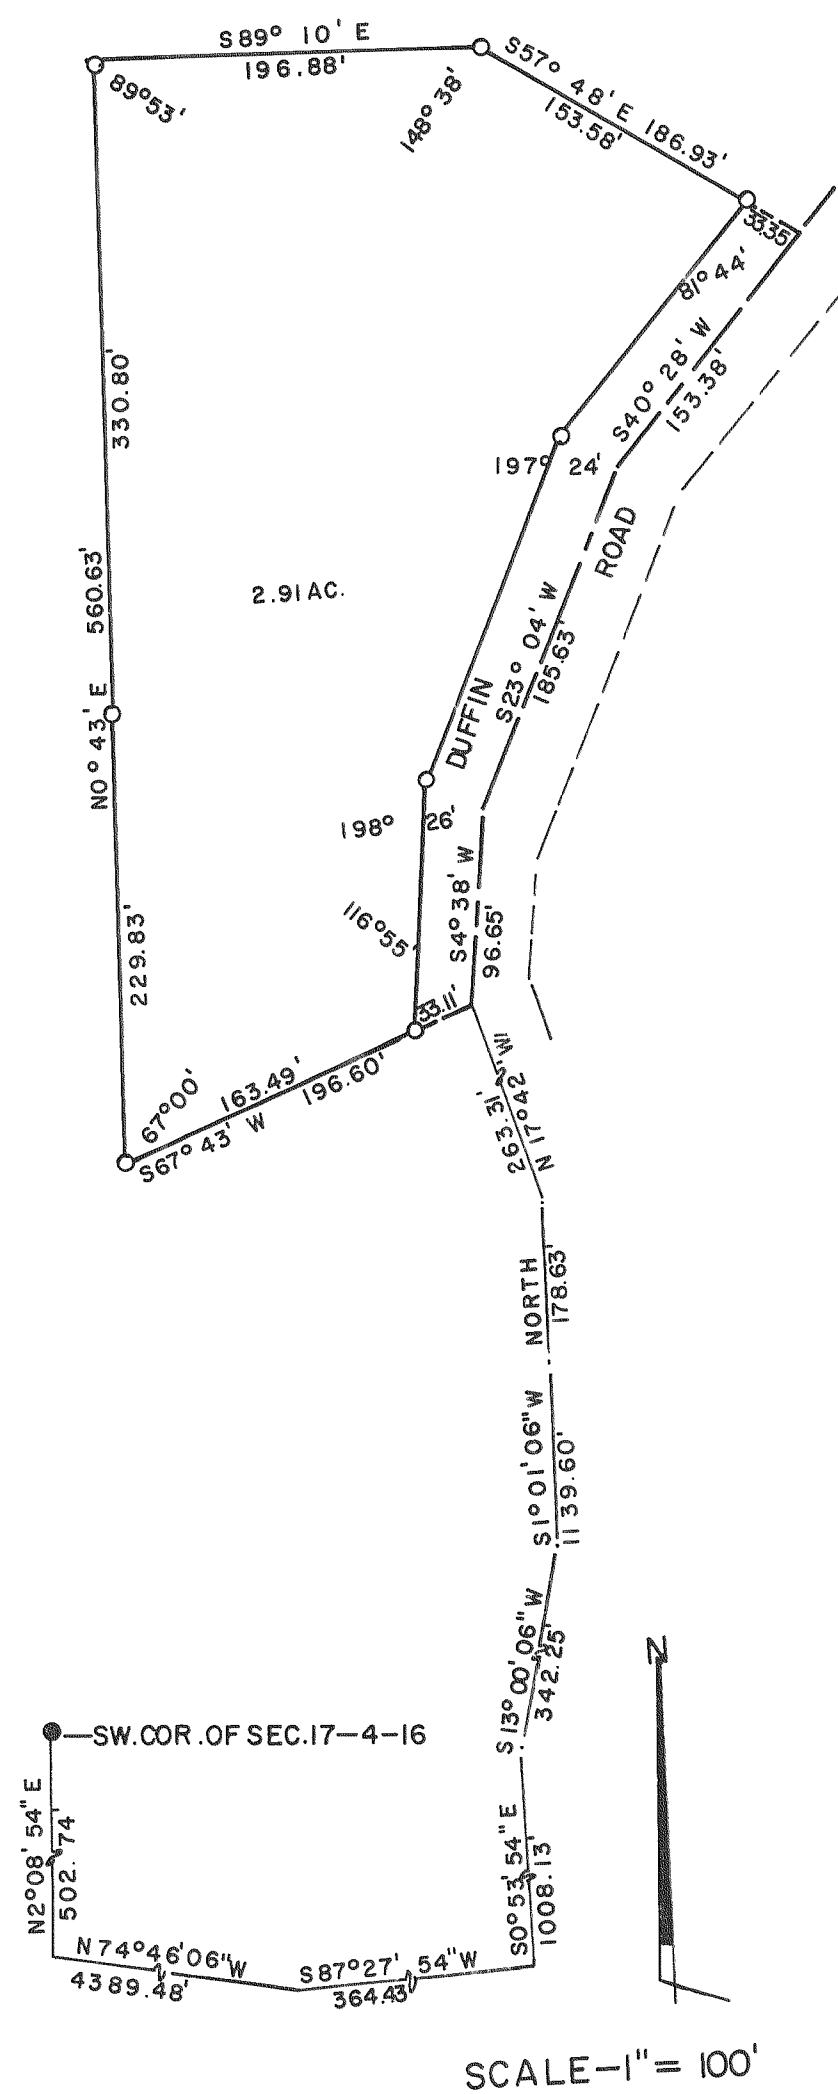 S89° 10' E
196.88'
89°53'
148° 38'
S57° 48' E 186.93'
153.58'
33.35'
81° 44'
S40° 28' W
153.38'
330.80'
197° 24'
ROAD
560.63'
2.91 AC.
S23° 04' W
185.63'
DUFFIN
N0° 43' E
198° 26'
S4° 38' W
96.65'
116°55'
229.83'
33.11'
163.49'
196.60'
67°00'
S67° 43' W
N 17°42' W
263.31'
NORTH
178.63'
S1°01'06"W
1139.60'
S13°00'06"W
342.25'
N
SW.COR.OF SEC.17-4-16
N2°08'54"E
502.74'
S0°53'54"E
1008.13'
N74°46'06"W
4389.48'
S87°27'54"W
364.43'
SCALE-1"= 100'